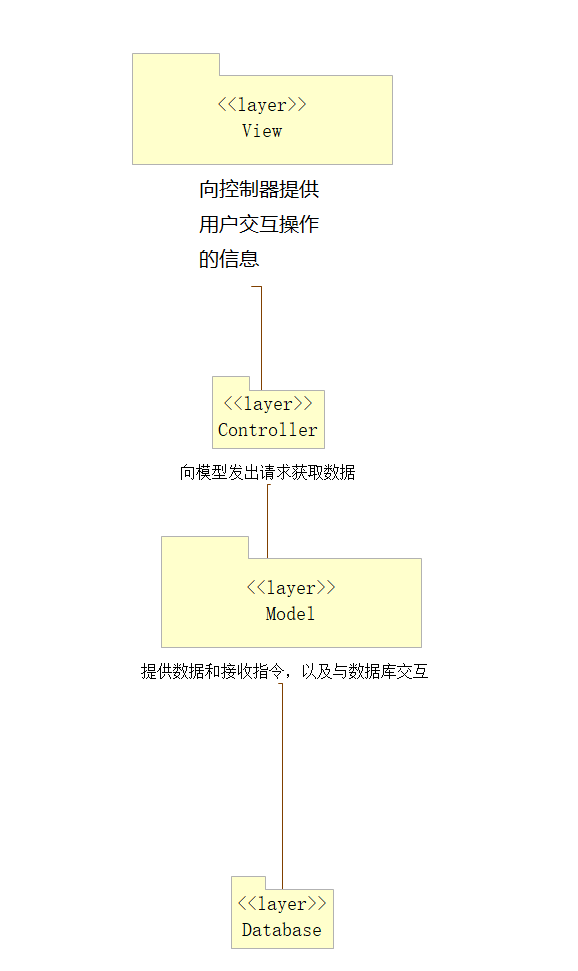 <<layer>>
View
向控制器提供
用户交互操作
的信息
<<layer>>
Controller
向模型发出请求获取数据
<<layer>>
Model
提供数据和接收指令，以及与数据库交互
<<layer>>
Database